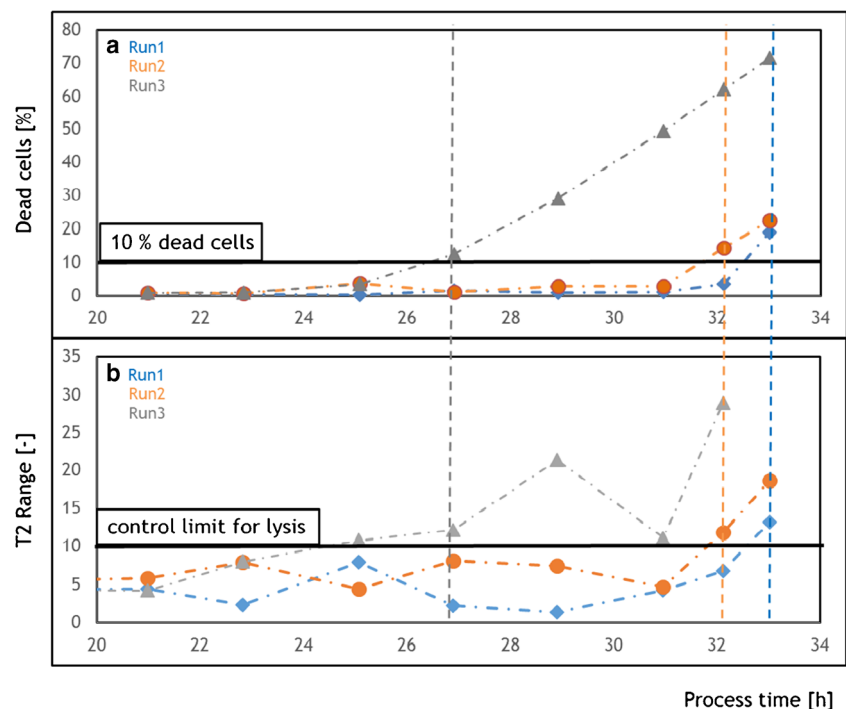 Dead cells [%]
80
70
60
50
40
30
20
10
0
a
Run1
Run2
Run3
10 % dead cells
20 22 24 26 28 30 32 34
T2 Range [-]
35
30
25
20
15
10
5
0
b
Run1
Run2
Run3
control limit for lysis
20 22 24 26 28 30 32 34
Process time [h]